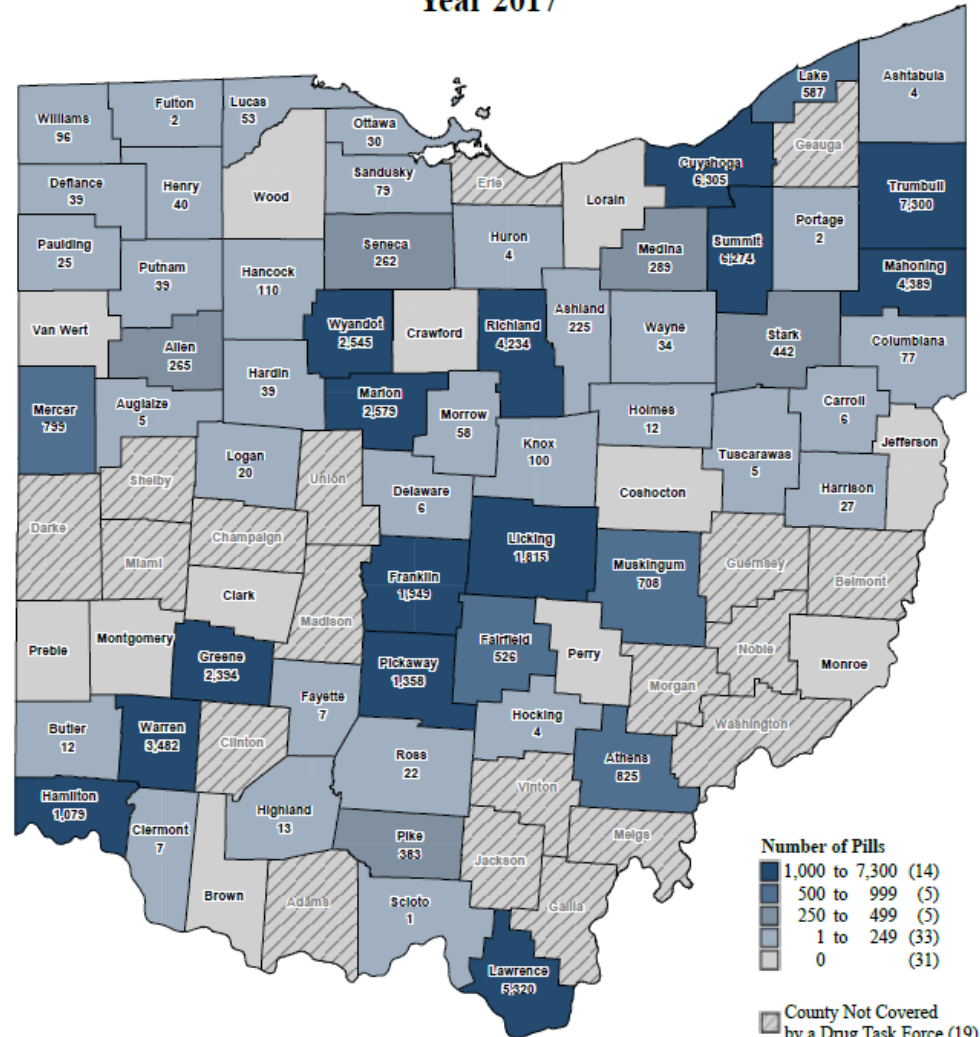 Year 2017
Lake
587
Ashtabula
4
Williams
96
Fulton
2
Lucas
53
Ottawa
30
Geauga
Cuyahoga
6,305
Defiance
39
Henry
40
Wood
Sandusky
79
Erie
Lorain
Trumbull
7,300
Paulding
25
Putnam
39
Hancock
110
Seneca
262
Huron
4
Medina
289
Summit
6,274
Portage
2
Mahoning
4,389
Van Wert
Allen
265
Wyandot
2,545
Crawford
Richland
4,234
Ashland
225
Wayne
34
Stark
442
Columbiana
77
Mercer
799
Auglaize
5
Hardin
39
Marion
2,579
Morrow
58
Holmes
12
Carroll
6
Jefferson
Logan
20
Union
Knox
100
Tuscarawas
5
Harrison
27
Shelby
Delaware
6
Coshocton
Darke
Champaign
Licking
1,815
Muskingum
708
Guernsey
Belmont
Miami
Clark
Madison
Franklin
1,949
Preble
Montgomery
Greene
2,394
Pickaway
1,358
Fairfield
526
Perry
Noble
Monroe
Morgan
Butler
12
Warren
3,482
Clinton
Fayette
7
Ross
22
Hocking
4
Athens
825
Washington
Hamilton
1,079
Clermont
7
Highland
13
Vinton
Meigs
Brown
Adams
Pike
383
Jackson
Gallia
Scioto
1
Lawrence
5,320
Number of Pills
1,000 to 7,300 (14)
500 to 999 (5)
250 to 499 (5)
1 to 249 (33)
0 (31)
County Not Covered
by a Drug Task Force (19)